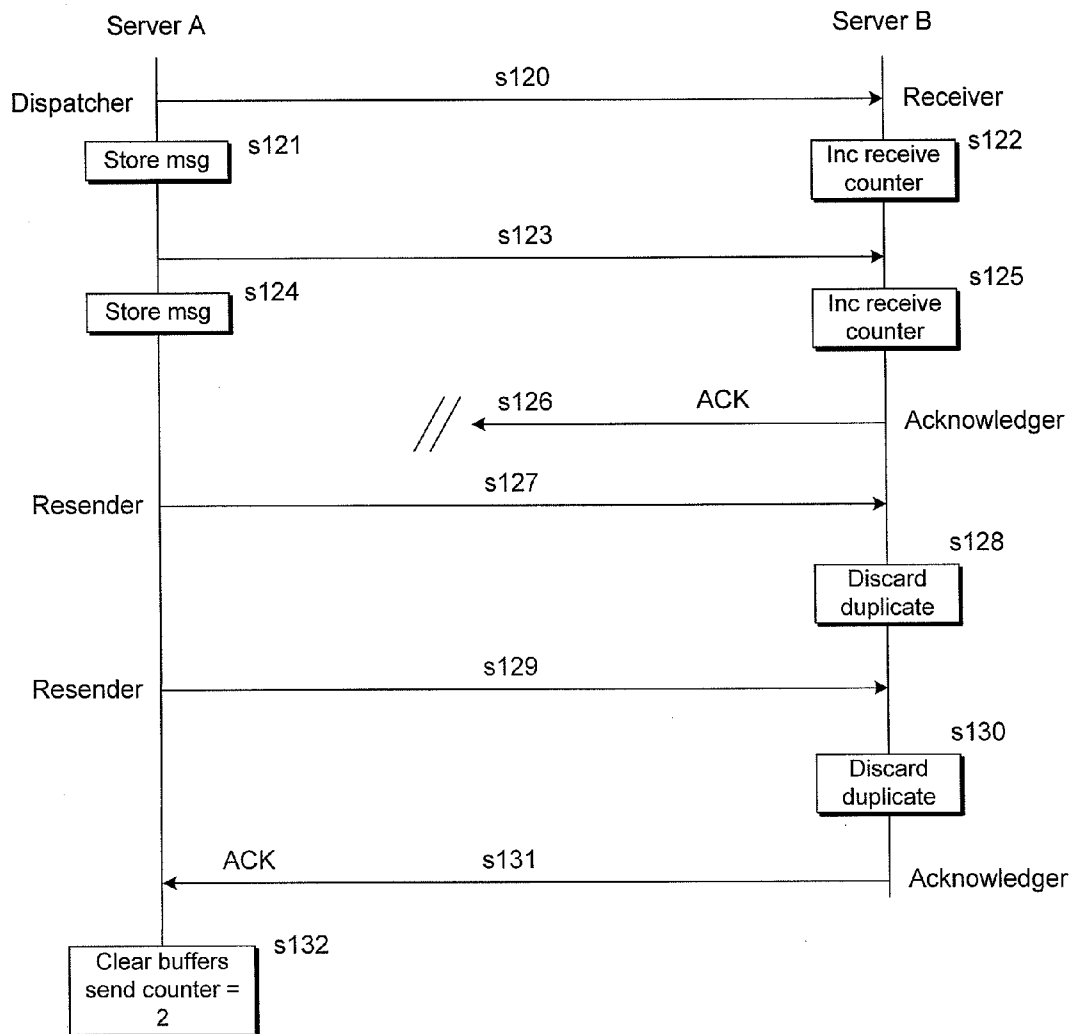 Server A
Server B
s120
Dispatcher
Receiver
s121
Store msg
s122
Inc receive
counter
s123
s124
Store msg
s125
Inc receive
counter
s126
ACK
Acknowledger
s127
Resender
s128
Discard
duplicate
s129
Resender
s130
Discard
duplicate
ACK
s131
Acknowledger
s132
Clear buffers
send counter =
2